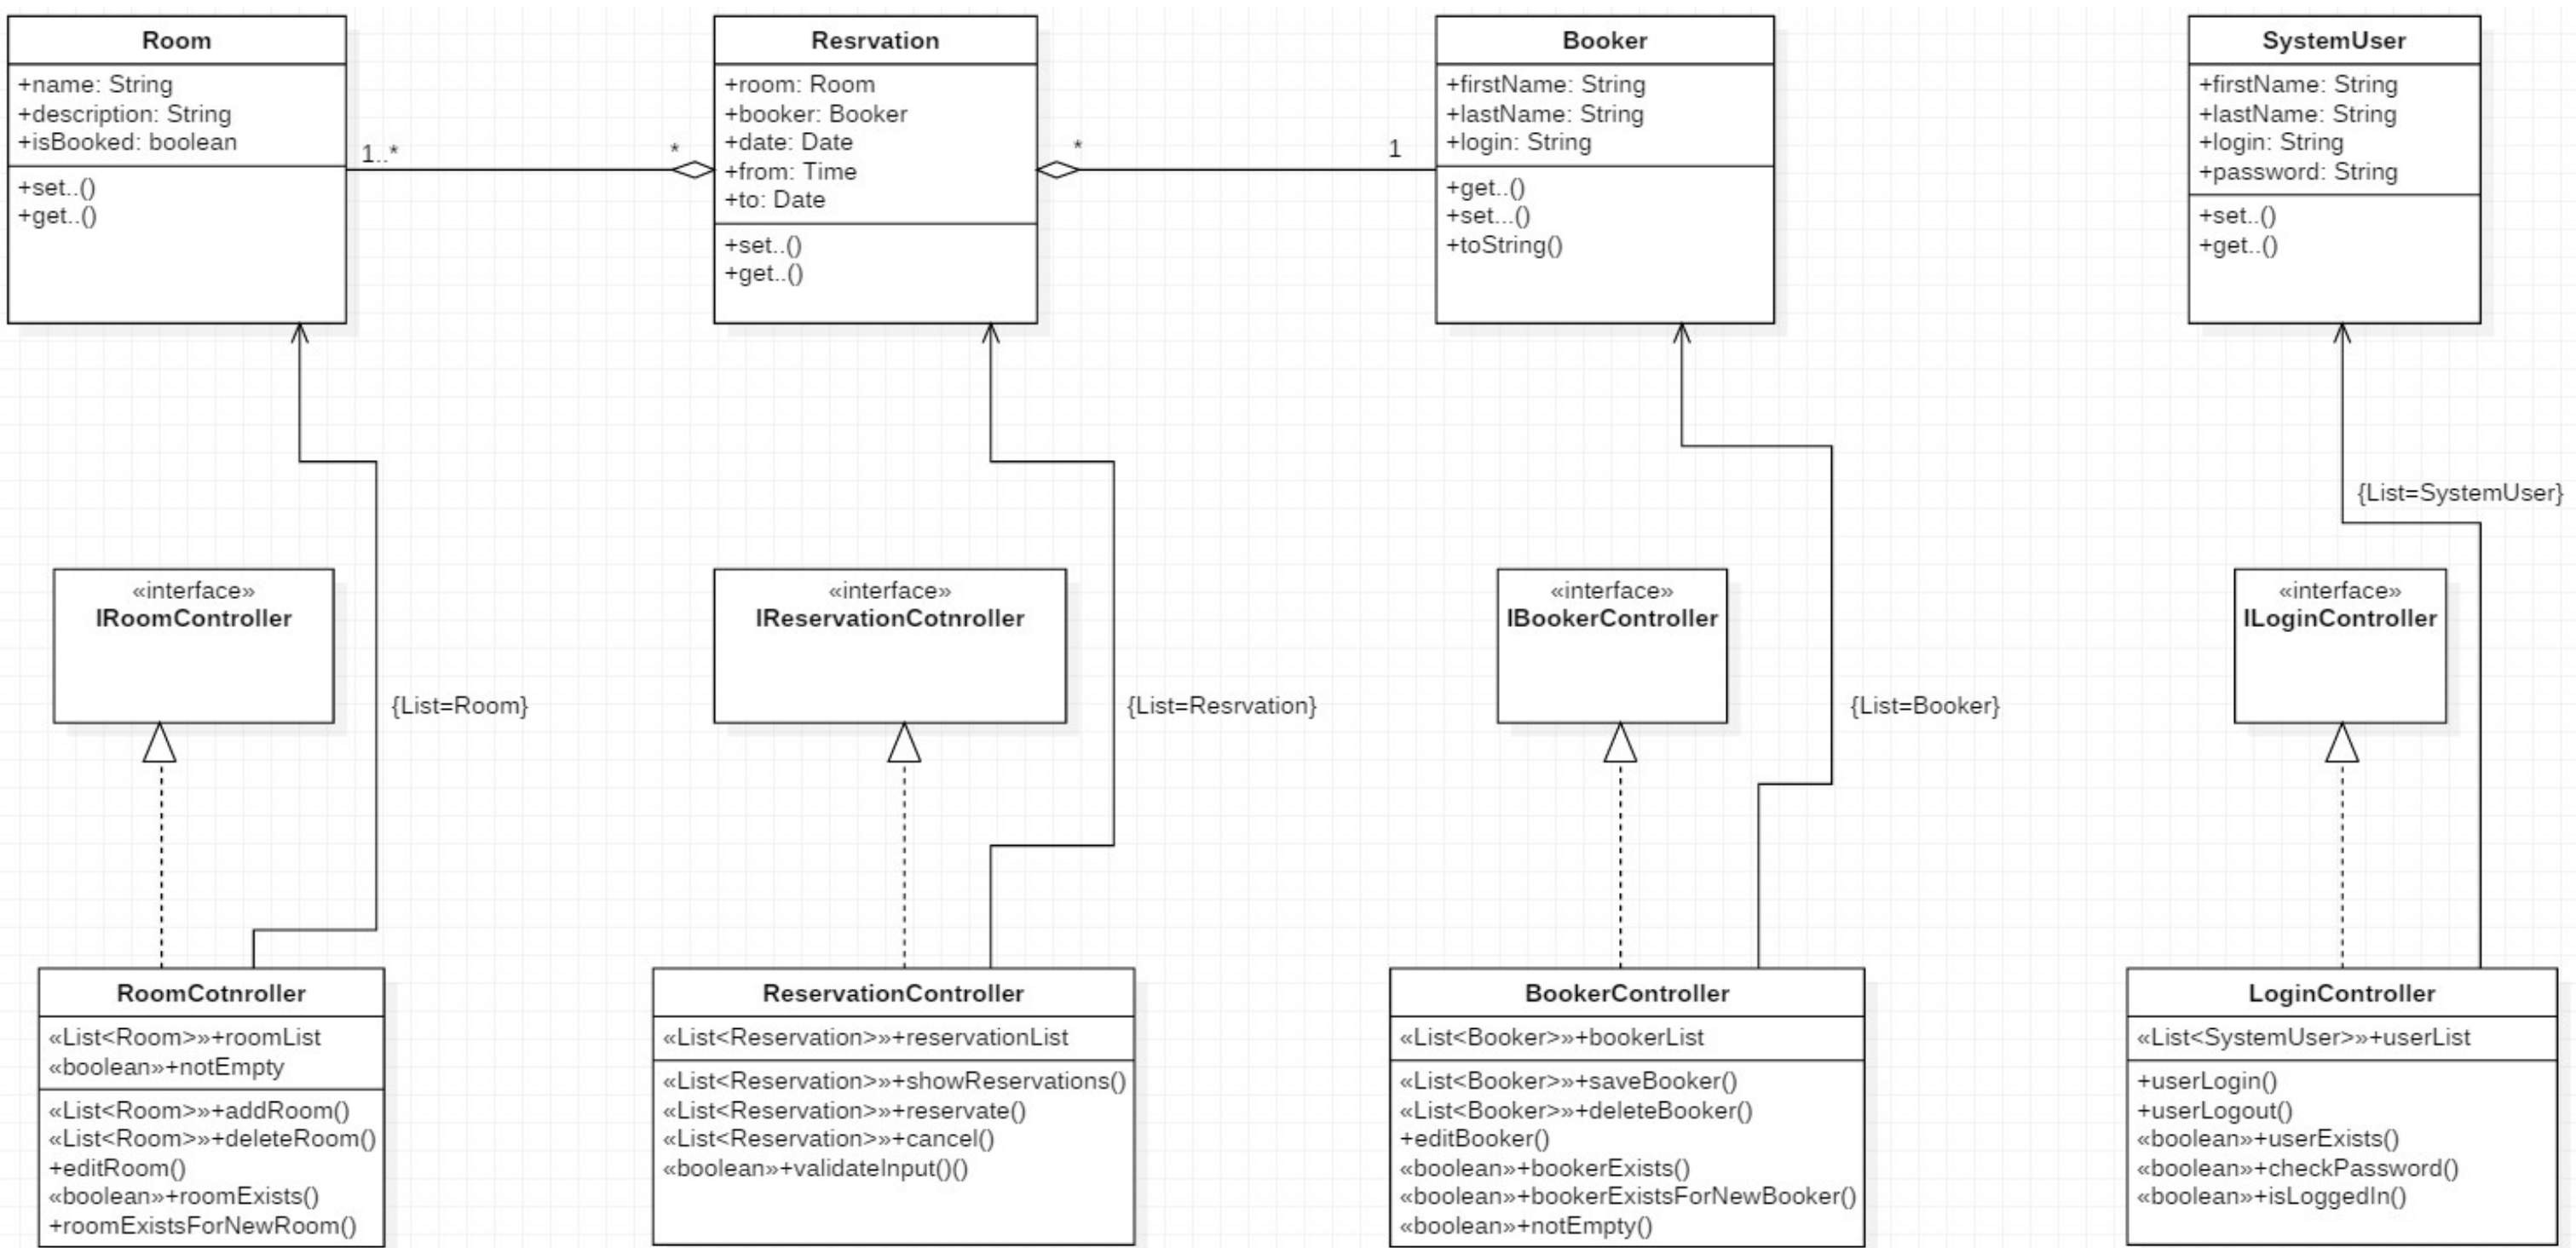 Room
+name: String
+description: String
+isBooked: boolean
+set..()
+get..()
1..*
*
Resrvation
+room: Room
+booker: Booker
+date: Date
+from: Time
+to: Date
+set..()
+get..()
*
1
Booker
+firstName: String
+lastName: String
+login: String
+get..()
+set...()
+toString()
SystemUser
+firstName: String
+lastName: String
+login: String
+password: String
+set..()
+get..()
{List=SystemUser}
«interface»
IRoomController
{List=Room}
«interface»
IReservationCotnroller
{List=Resrvation}
«interface»
IBookerController
{List=Booker}
«interface»
ILoginController
RoomCotnroller
«List<Room>»+roomList
«boolean»+notEmpty
«List<Room>»+addRoom()
«List<Room>»+deleteRoom()
+editRoom()
«boolean»+roomExists()
+roomExistsForNewRoom()
ReservationController
«List<Reservation>»+reservationList
«List<Reservation>»+showReservations()
«List<Reservation>»+reservate()
«List<Reservation>»+cancel()
«boolean»+validateInput()()
BookerController
«List<Booker>»+bookerList
«List<Booker>»+saveBooker()
«List<Booker>»+deleteBooker()
+editBooker()
«boolean»+bookerExists()
«boolean»+bookerExistsForNewBooker()
«boolean»+notEmpty()
LoginController
«List<SystemUser>»+userList
+userLogin()
+userLogout()
«boolean»+userExists()
«boolean»+checkPassword()
«boolean»+isLoggedIn()